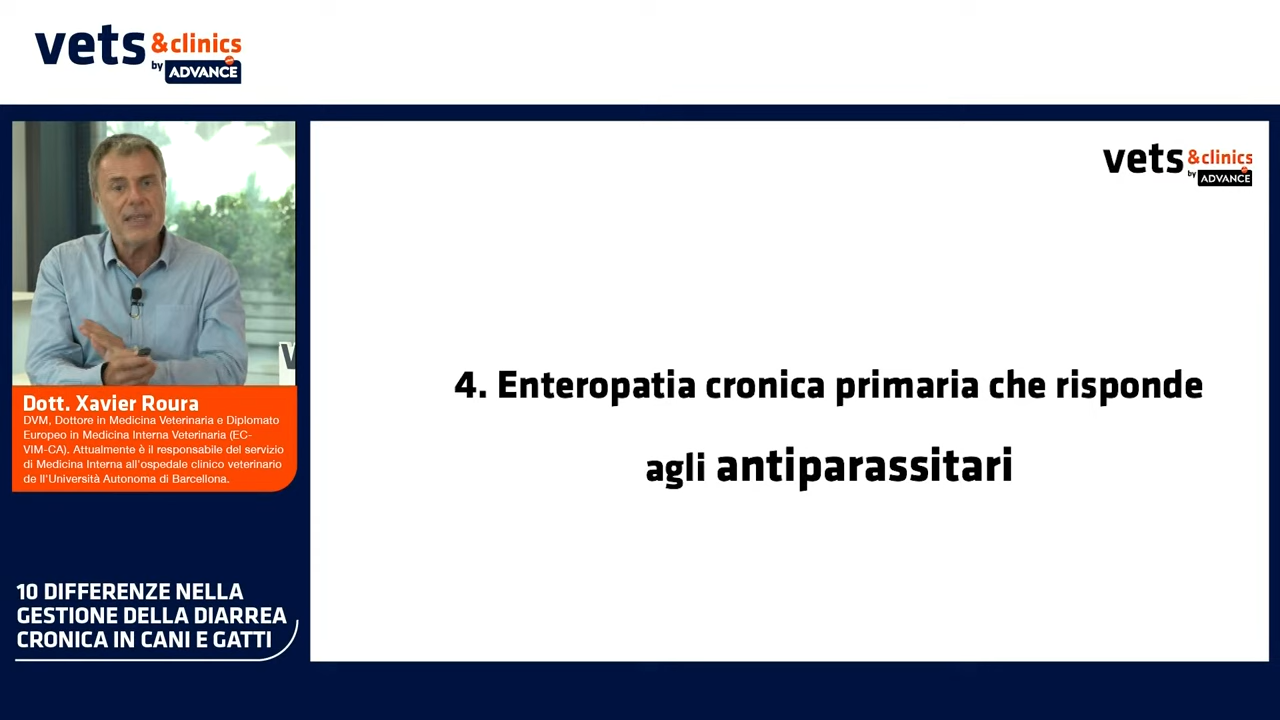 vets &clinics
by ADVANCE
vets &clinics
by ADVANCE
4. Enteropatia cronica primaria che risponde
agli antiparassitari
Dott. Xavier Roura
DVM, Dottore in Medicina Veterinaria e Diplomato
Europeo in Medicina Interna Veterinaria (EC-
VIM-CA). Attualmente è il responsabile del servizio
di Medicina Interna all'ospedale clinico veterinario
de ll'Università Autonoma di Barcellona.
10 DIFFERENZE NELLA
GESTIONE DELLA DIARREA
CRONICA IN CANI E GATTI